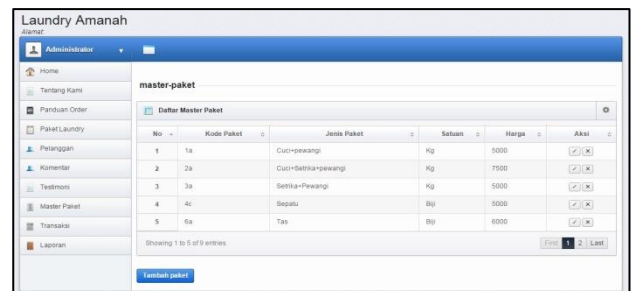 Laundry Amanah
Alamat
Administrator
Home
Tentang Kami
Panduan Order
Paket Laundry
Pelanggan
Komentar
Testimoni
Master Paket
Transaksi
Laporan
master-paket
Daftar Master Paket
No Kode Paket Jenis Paket Satuan Harga Aksi
1 1a Cuci+pewangi Kg 5000
2 2a Cuci+Setrika+pewangi Kg 7500
3 3a Setrika+Pewangi Kg 5000
4 4c Sepatu Biji 5000
5 6a Tas Biji 6000
Showing 1 to 5 of 9 entries
First 1 2 Last
Tambah paket